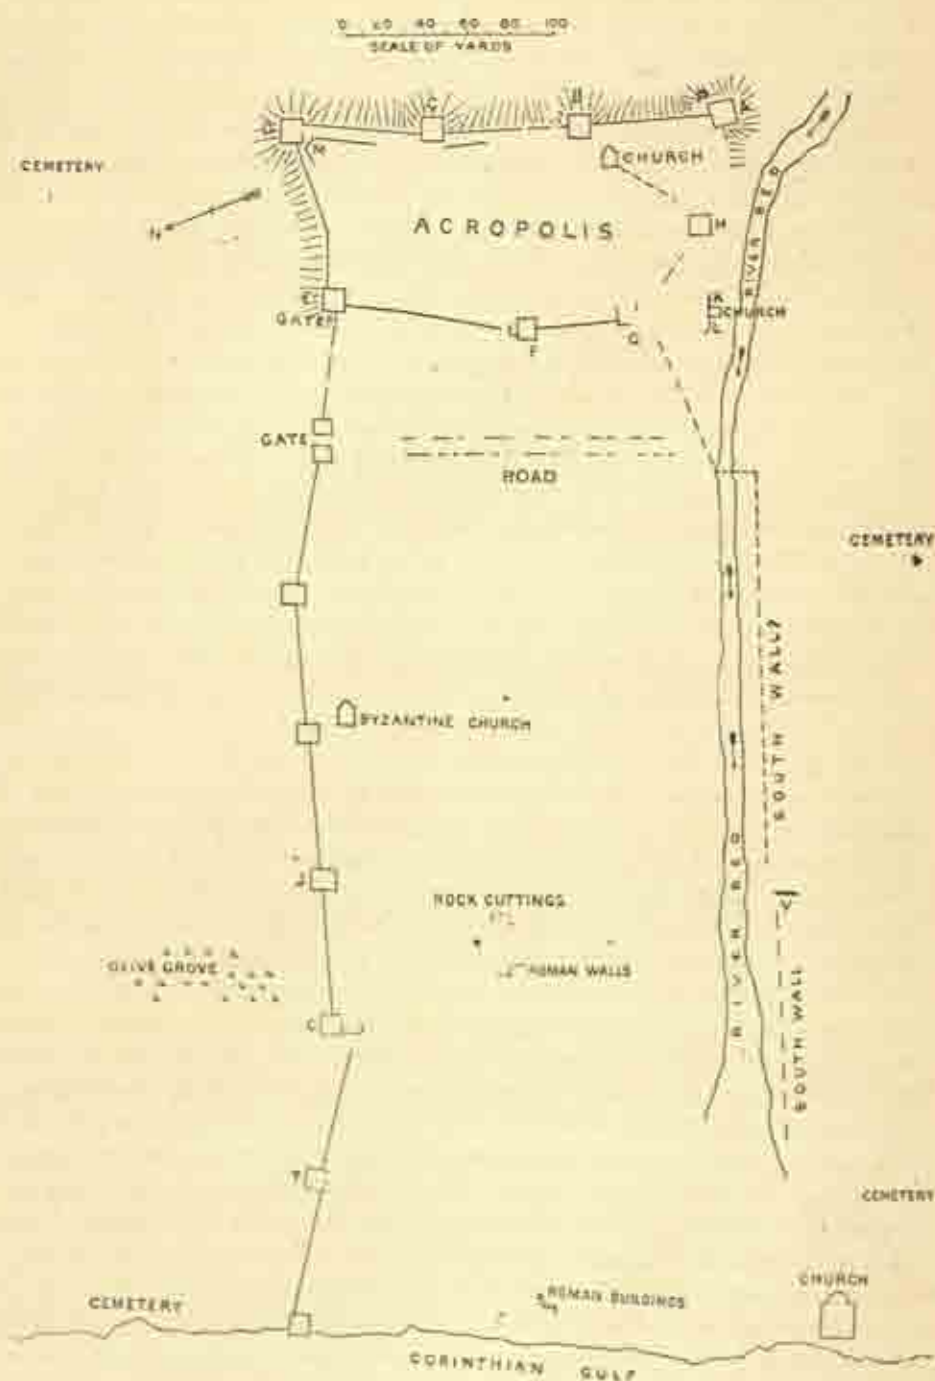 0 20 40 60 80 100
SCALE OF YARDS
C
B
A
M
CEMETERY
CHURCH
N
ACROPOLIS
H
RIVER BED
E
GATE?
K
CHURCH
L
F
G
GATE
ROAD
CEMETERY
SOUTH WALL?
BYZANTINE CHURCH
ROCK CUTTINGS
OLIVE GROVE
ROMAN WALLS
RIVER BED
SOUTH WALL
CEMETERY
CHURCH
CEMETERY
ROMAN BUILDINGS
CORINTHIAN GULF